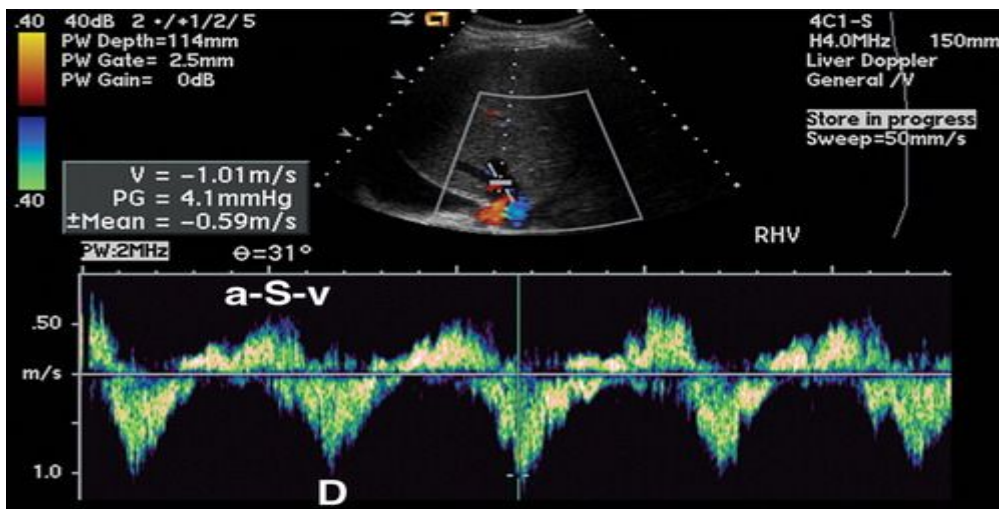 .40
40dB 2 •/+1/2/ 5
PW Depth=114mm
PW Gate= 2.5mm
PW Gain= 0dB
.40
4C1-S
H4.0MHz 150mm
Liver Doppler
General /V
Store in progress
Sweep=50mm/s
V = -1.01m/s
PG = 4.1mmHg
±Mean = -0.59m/s
RHV
PW:2MHz θ=31°
a-S-v
.50
m/s
1.0
D